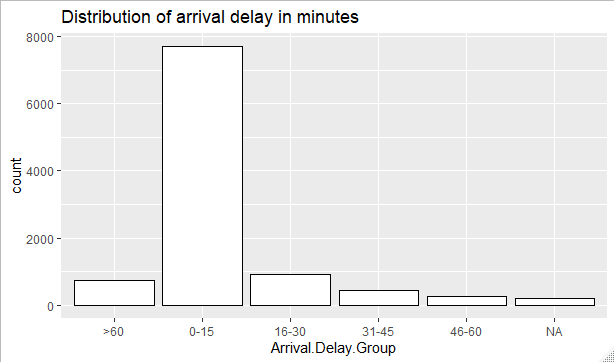 Distribution of arrival delay in minutes
8000
6000
4000
2000
0
count
>60 0-15 16-30 31-45 46-60 NA
Arrival.Delay.Group